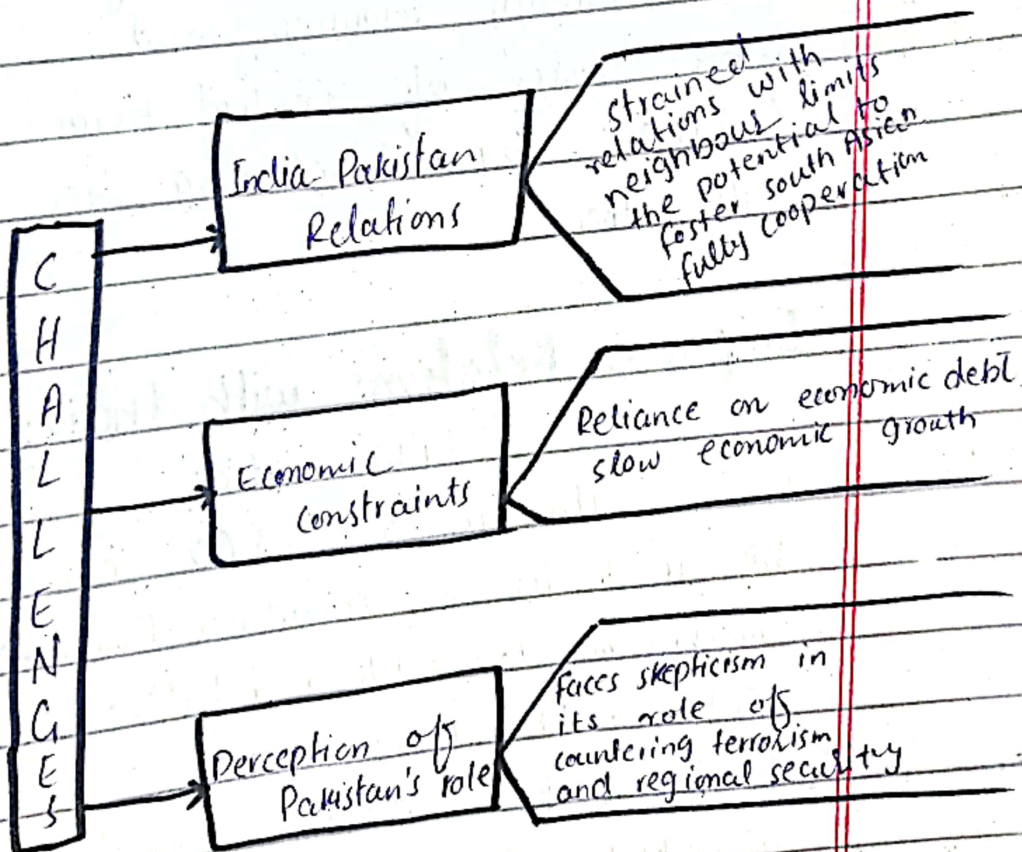 CHALLENGES
India Pakistan
Relations
strained
relations with
neighbous limits
the potential to
foster south Asian
fully cooperation
Economic
constraints
Reliance on economic debt
slow economic growth
Perception of
Pakistan's role
faces skepticism in
its role of
countering terrorism
and regional security